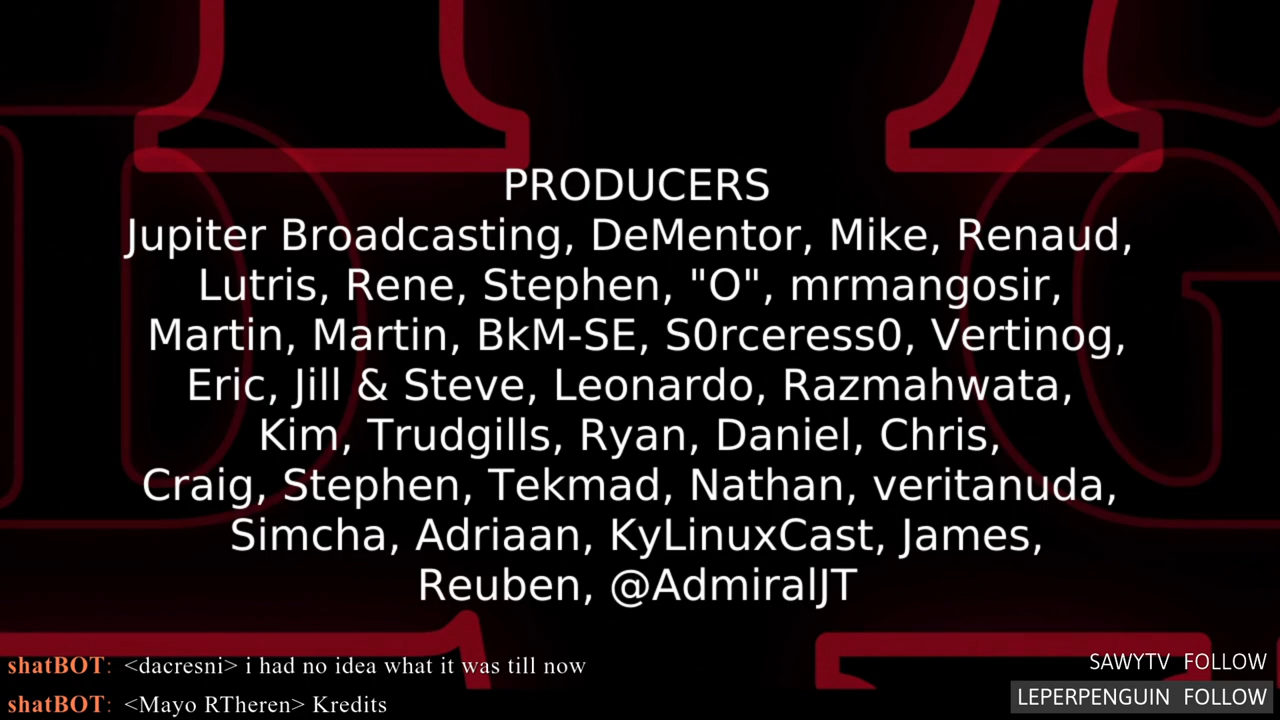 PRODUCERS
Jupiter Broadcasting, DeMentor, Mike, Renaud,
Lutris, Rene, Stephen, "O", mrmangosir,
Martin, Martin, BkM-SE, S0rceress0, Vertinog,
Eric, Jill & Steve, Leonardo, Razmahwata,
Kim, Trudgills, Ryan, Daniel, Chris,
Craig, Stephen, Tekmad, Nathan, veritanuda,
Simcha, Adriaan, KyLinuxCast, James,
Reuben, @AdmiralJT
shatBOT: <dacresni> i had no idea what it was till now
shatBOT: <Mayo RTheren> Kredits
SAWYTV FOLLOW
LEPERPENGUIN FOLLOW